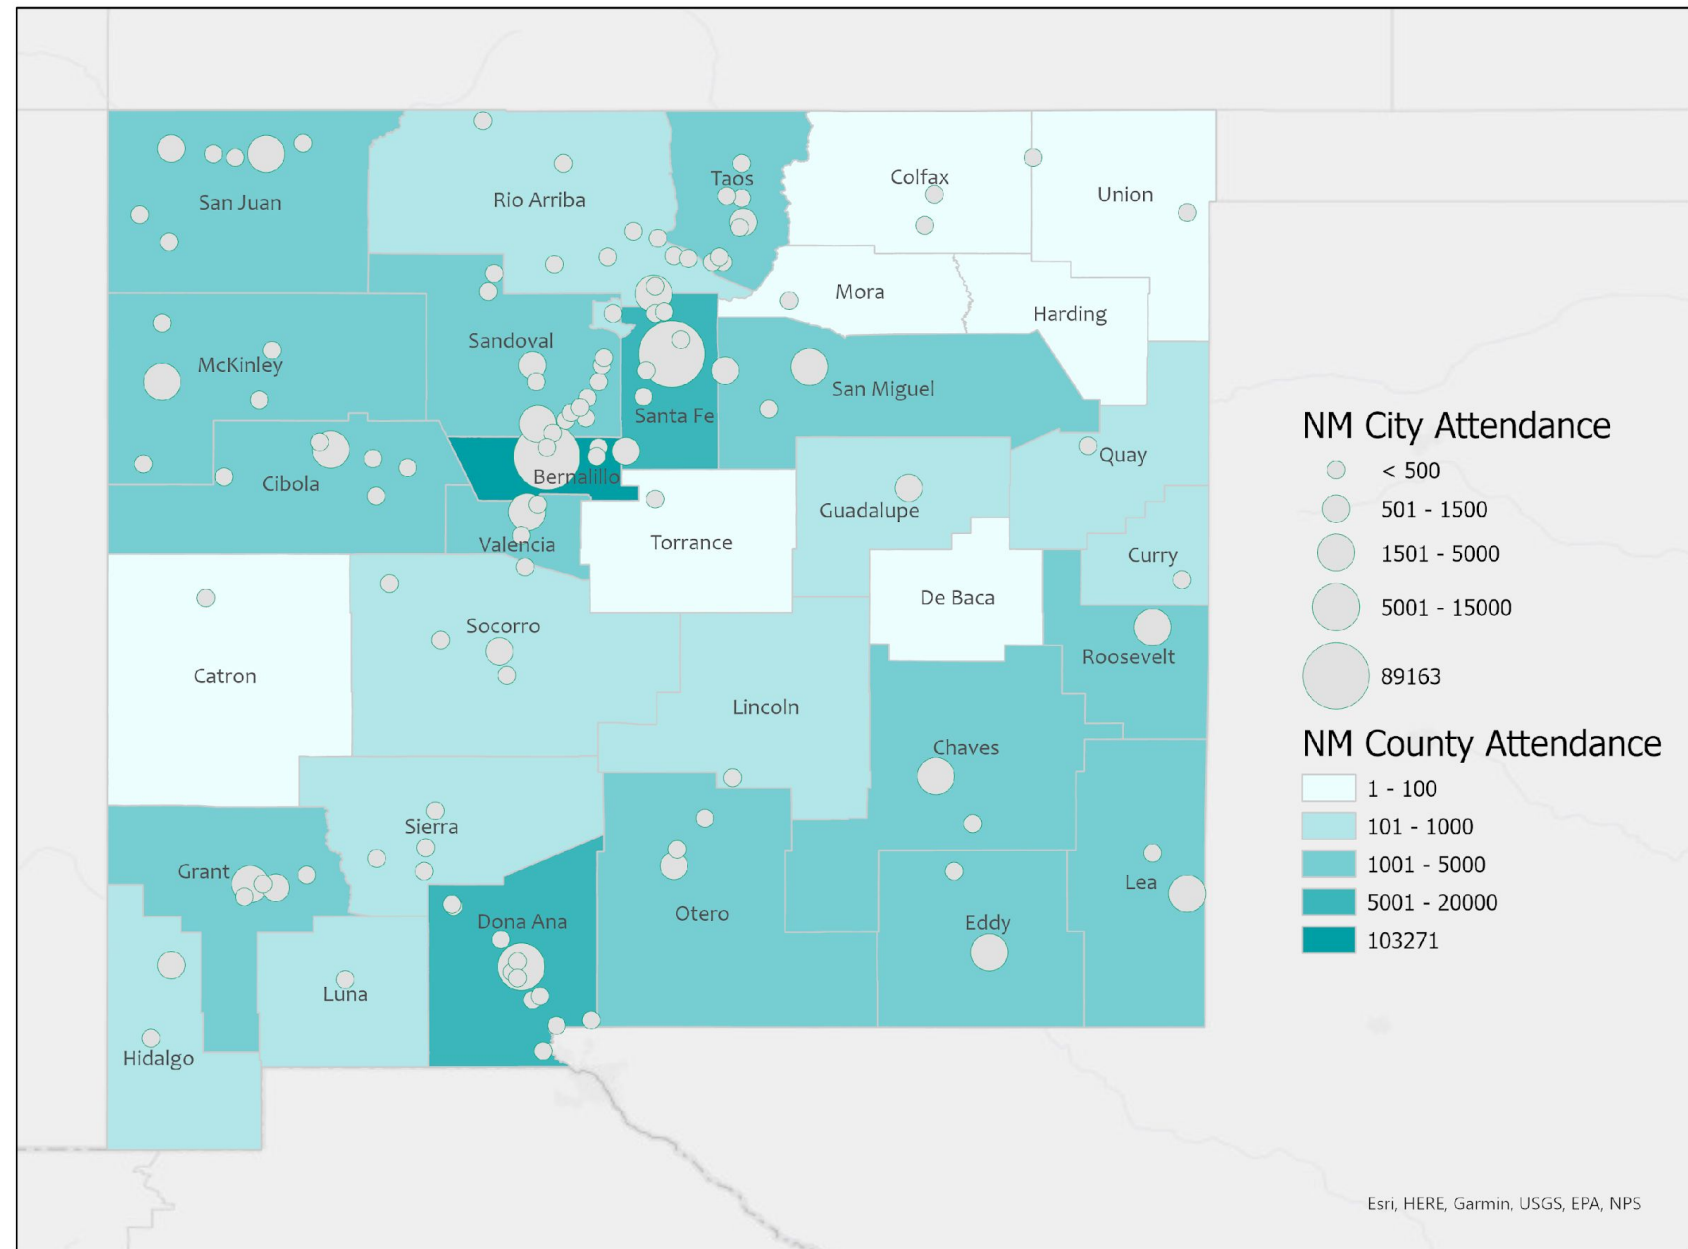 San Juan
Rio Arriba
Taos
Colfax
Union
Mora
Harding
McKinley
Sandoval
Santa Fe
San Miguel
Quay
Cibola
Bernalillo
Guadalupe
Valencia
Torrance
Curry
De Baca
Catron
Socorro
Roosevelt
Lincoln
Chaves
Sierra
Grant
Dona Ana
Otero
Lea
Eddy
Luna
Hidalgo
NM City Attendance
< 500
501 - 1500
1501 - 5000
5001 - 15000
89163
NM County Attendance
1 - 100
101 - 1000
1001 - 5000
5001 - 20000
103271
Esri, HERE, Garmin, USGS, EPA, NPS